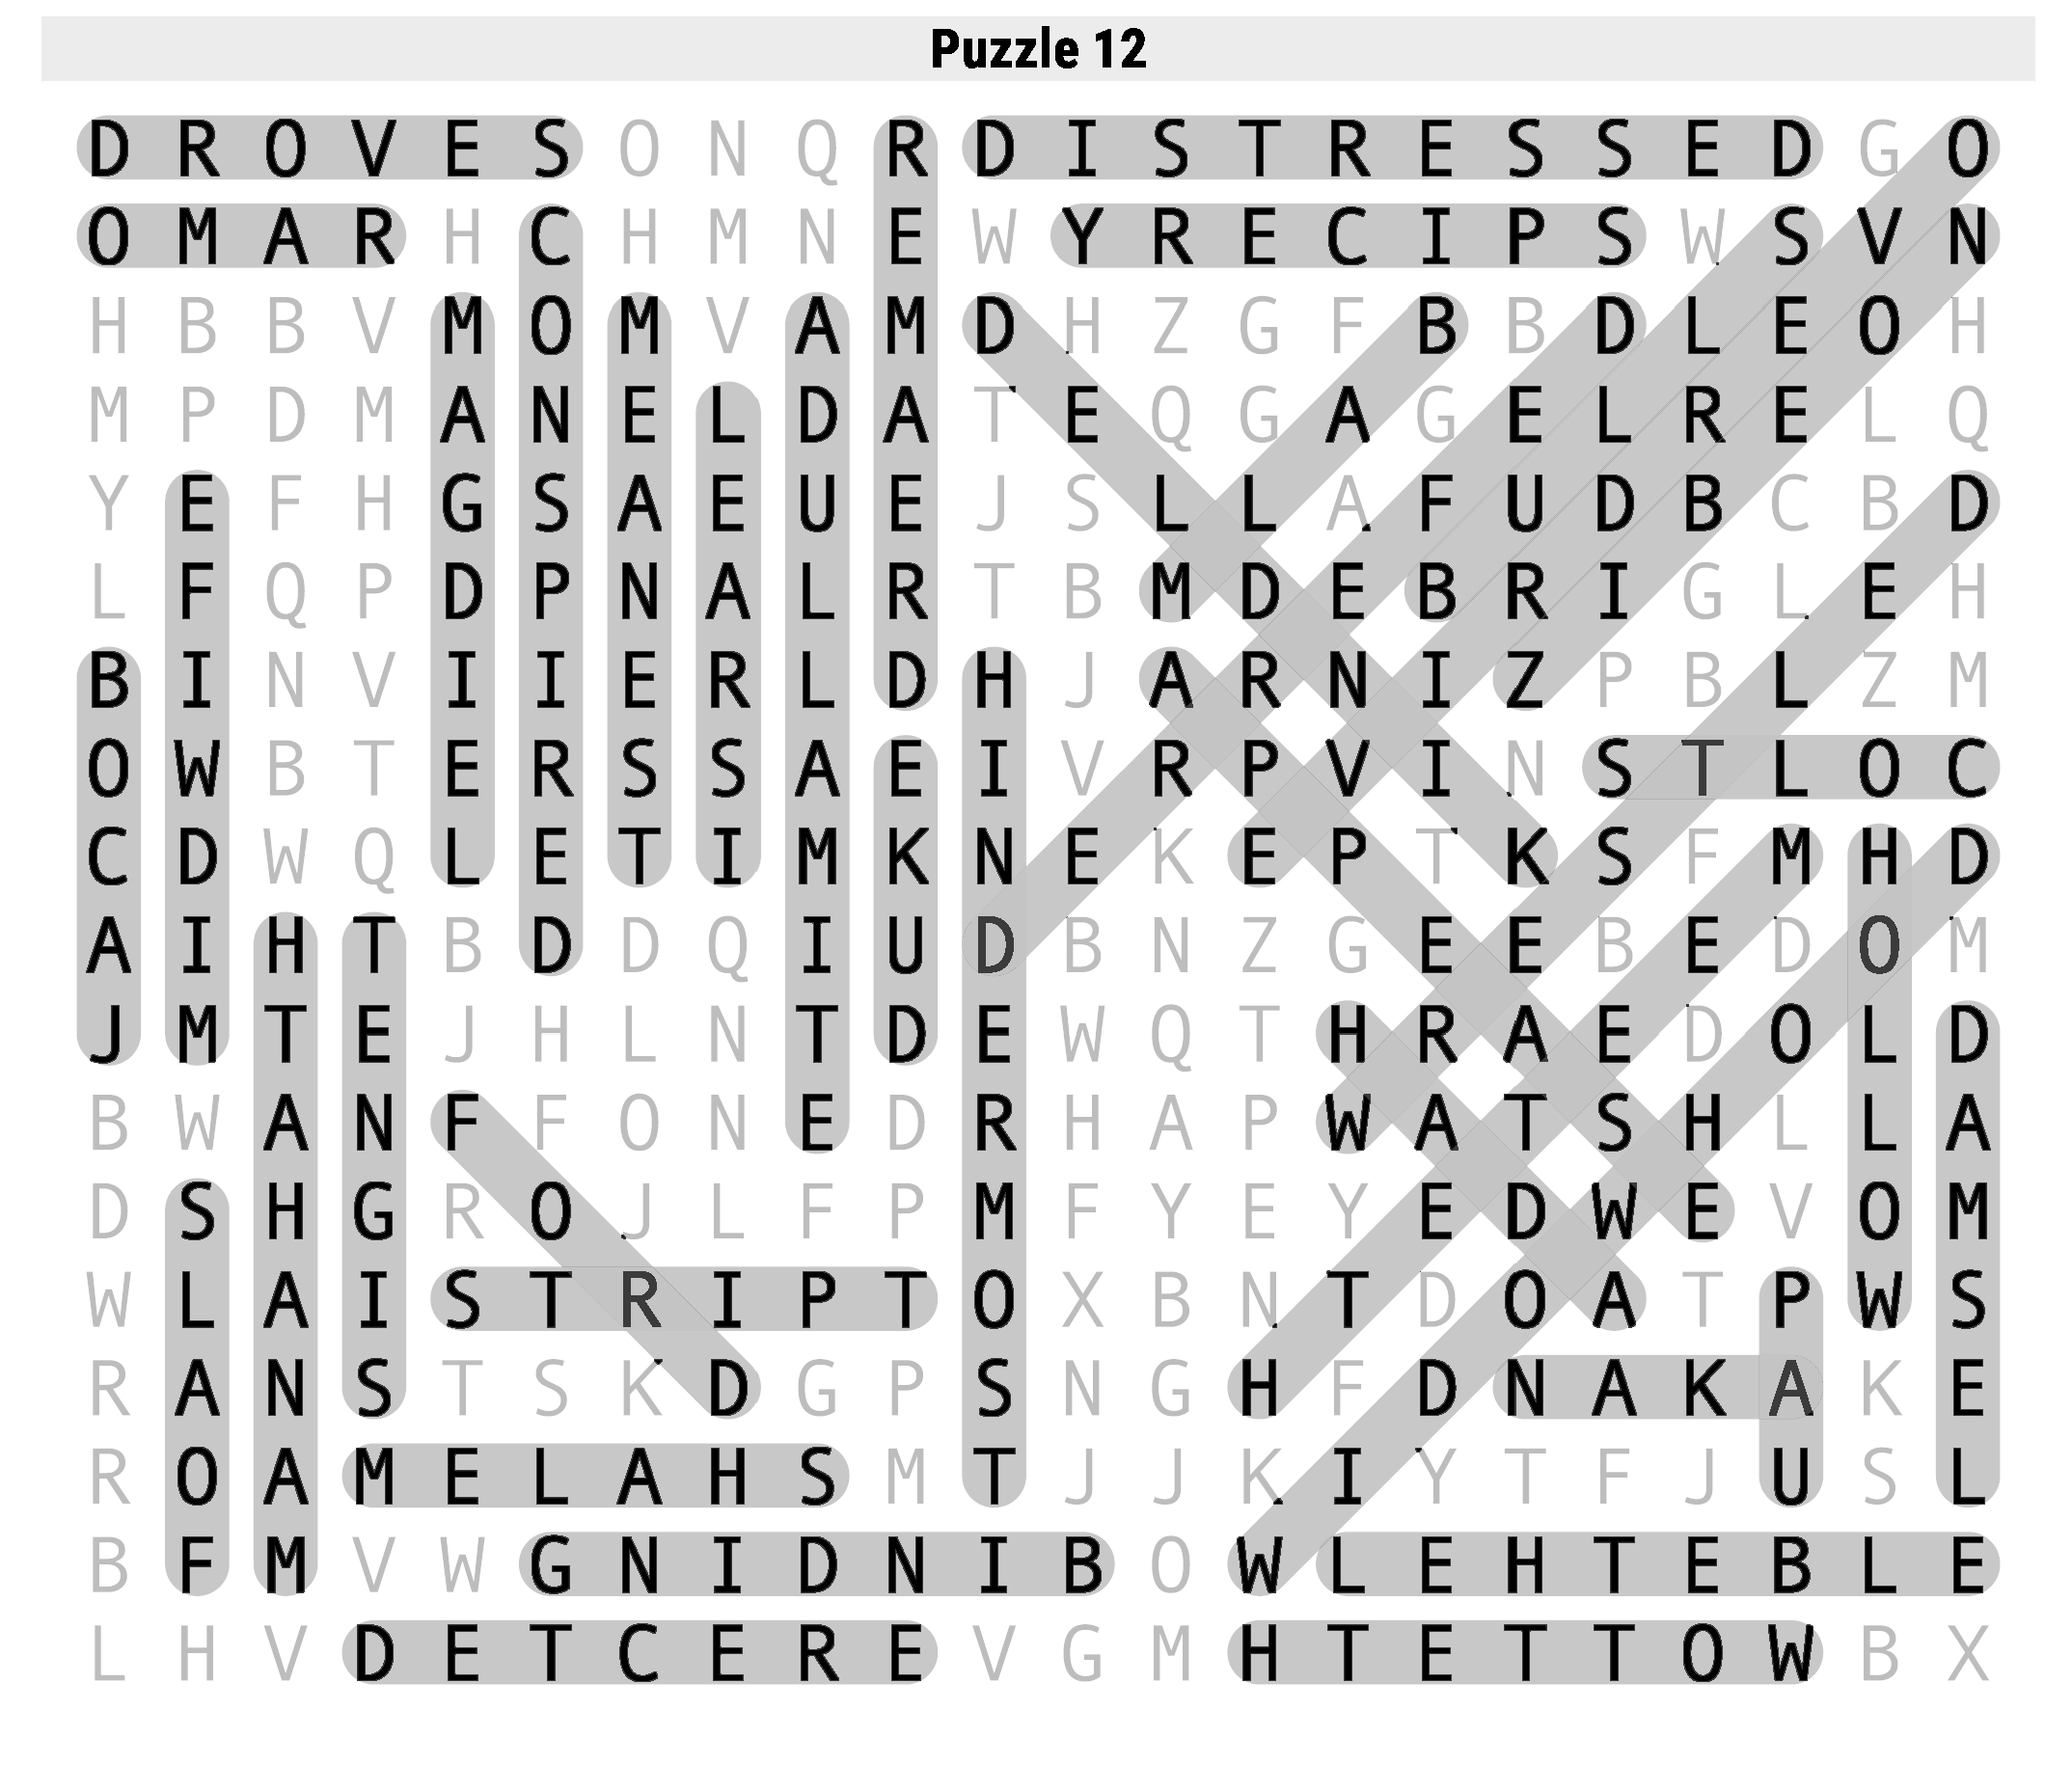 Puzzle 12
D R O V E S O N Q R D I S T R E S S E D G O
O M A R H C H M N E W Y R E C I P S W S V N
H B B V M O M V A M D H Z G F B B D L E O H
M P D M A N E L D A T E Q G A G E L R E L Q
Y E F H G S A E U E J S L L A F U D B C B D
L F Q P D P N A L R T B M D E B R I G L E H
B I N V I I E R L D H J A R N I Z P B L Z M
O W B T E R S S A E I V R P V I N S T L O C
C D W Q L E T I M K N E K E P T K S F M H D
A I H T B D D Q I U D B N Z G E E B E D O M
J M T E J H L N T D E W Q T H R A E D O L D
B W A N F F O N E D R H A P W A T S H L L A
D S H G R O J L F P M F Y E Y E D W E V O M
W L A I S T R I P T O X B N T D O A T P W S
R A N S T S K D G P S N G H F D N A K A K E
R O A M E L A H S M T J J K I Y T F J U S L
B F M V W G N I D N I B O W L E H T E B L E
L H V D E T C E R E V G M H T E T T O W B X